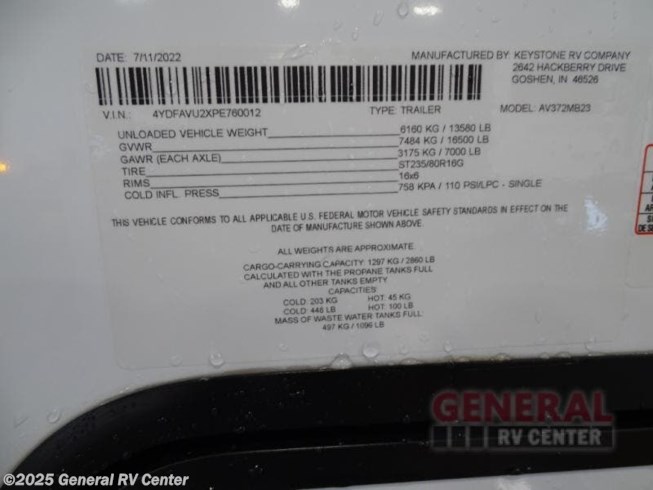 DATE: 7/11/2022
MANUFACTURED BY: KEYSTONE RV COMPANY
2642 HACKBERRY DRIVE
GOSHEN, IN 46526
V.I.N.: 4YDFAVU2XPE760012 TYPE: TRAILER MODEL: AV372MB23
UNLOADED VEHICLE WEIGHT 6160 KG / 13580 LB
GVWR 7484 KG / 16500 LB
GAWR (EACH AXLE) 3175 KG / 7000 LB
TIRE ST235/80R16G
RIMS 16x6
COLD INFL. PRESS 758 KPA / 110 PSI/LPC - SINGLE
THIS VEHICLE CONFORMS TO ALL APPLICABLE U.S. FEDERAL MOTOR VEHICLE SAFETY STANDARDS IN EFFECT ON THE
DATE OF MANUFACTURE SHOWN ABOVE.
ALL WEIGHTS ARE APPROXIMATE.
CARGO-CARRYING CAPACITY: 1297 KG / 2860 LB
CALCULATED WITH THE PROPANE TANKS FULL
AND ALL OTHER TANKS EMPTY.
CAPACITIES:
COLD: 203 KG HOT: 45 KG
COLD: 448 LB HOT: 100 LB
MASS OF WASTE WATER TANKS FULL:
497 KG / 1096 LB
GENERAL
RV CENTER
©2025 General RV Center